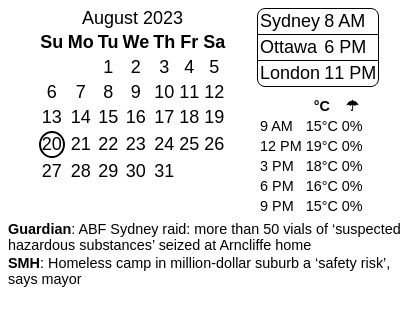 August 2023
Su Mo Tu We Th Fr Sa
1 2 3 4 5
6 7 8 9 10 11 12
13 14 15 16 17 18 19
20 21 22 23 24 25 26
27 28 29 30 31
Sydney 8 AM
Ottawa 6 PM
London 11 PM
°C ☂
9 AM 15°C 0%
12 PM 19°C 0%
3 PM 18°C 0%
6 PM 16°C 0%
9 PM 15°C 0%
Guardian: ABF Sydney raid: more than 50 vials of ‘suspected
hazardous substances’ seized at Arncliffe home
SMH: Homeless camp in million-dollar suburb a ‘safety risk’,
says mayor